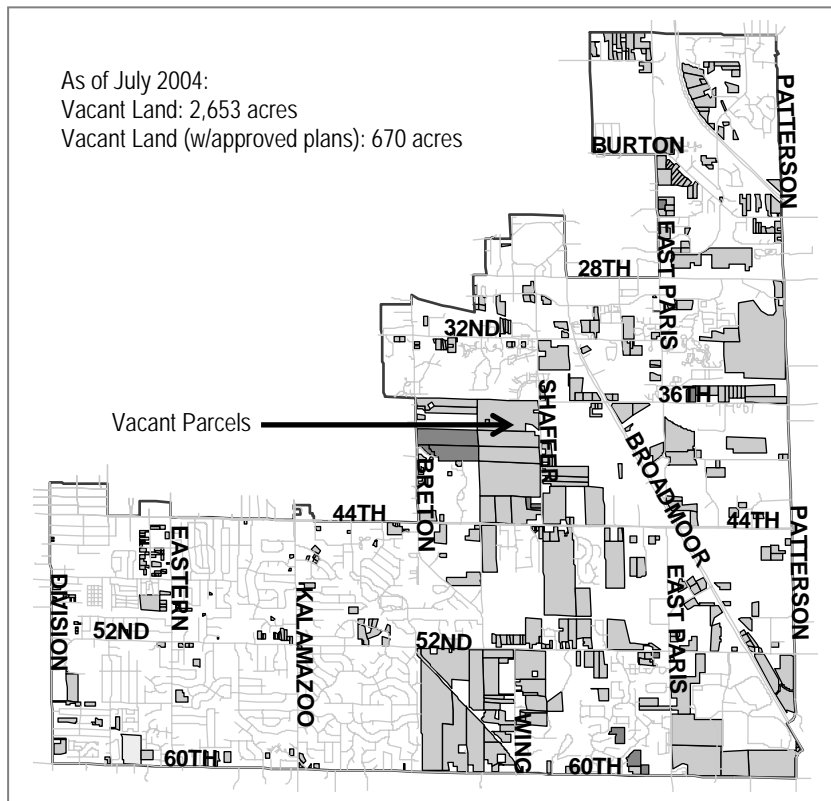 As of July 2004:
Vacant Land: 2,653 acres
Vacant Land (w/approved plans): 670 acres
PATTERSON
BURTON
EAST PARIS
28TH
32ND
36TH
SHAFFER
Vacant Parcels
BROADMOOR
BRETON
44TH
44TH
PATTERSON
EASTERN
DIVISION
KALAMAZOO
EAST PARIS
52ND
52ND
WING
60TH
60TH